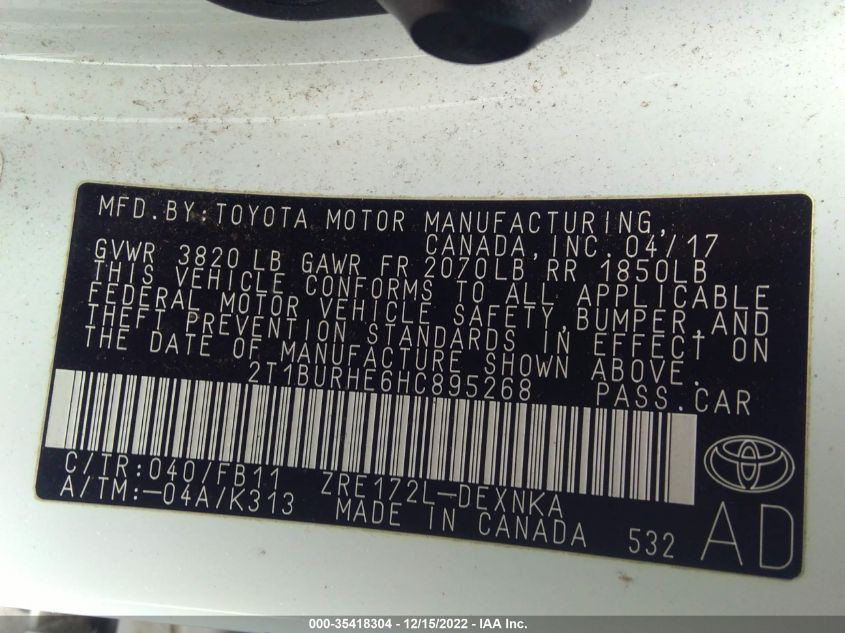 MFD.BY:TOYOTA MOTOR MANUFACTURING,
CANADA,INC. 04/17
GVWR 3820 LB GAWR FR 2070LB RR 1850LB
THIS VEHICLE CONFORMS TO ALL APPLICABLE
FEDERAL MOTOR VEHICLE SAFETY,BUMPER,AND
THEFT PREVENTION STANDARDS IN EFFECT ON
THE DATE OF MANUFACTURE SHOWN ABOVE.
2T1BURHE6HC895268 PASS.CAR
C/TR:040/FB11 ZRE172L-DEXNKA
A/TM:-04A/K313 MADE IN CANADA 532 AD
000-35418304 - 12/15/2022 - IAA Inc.